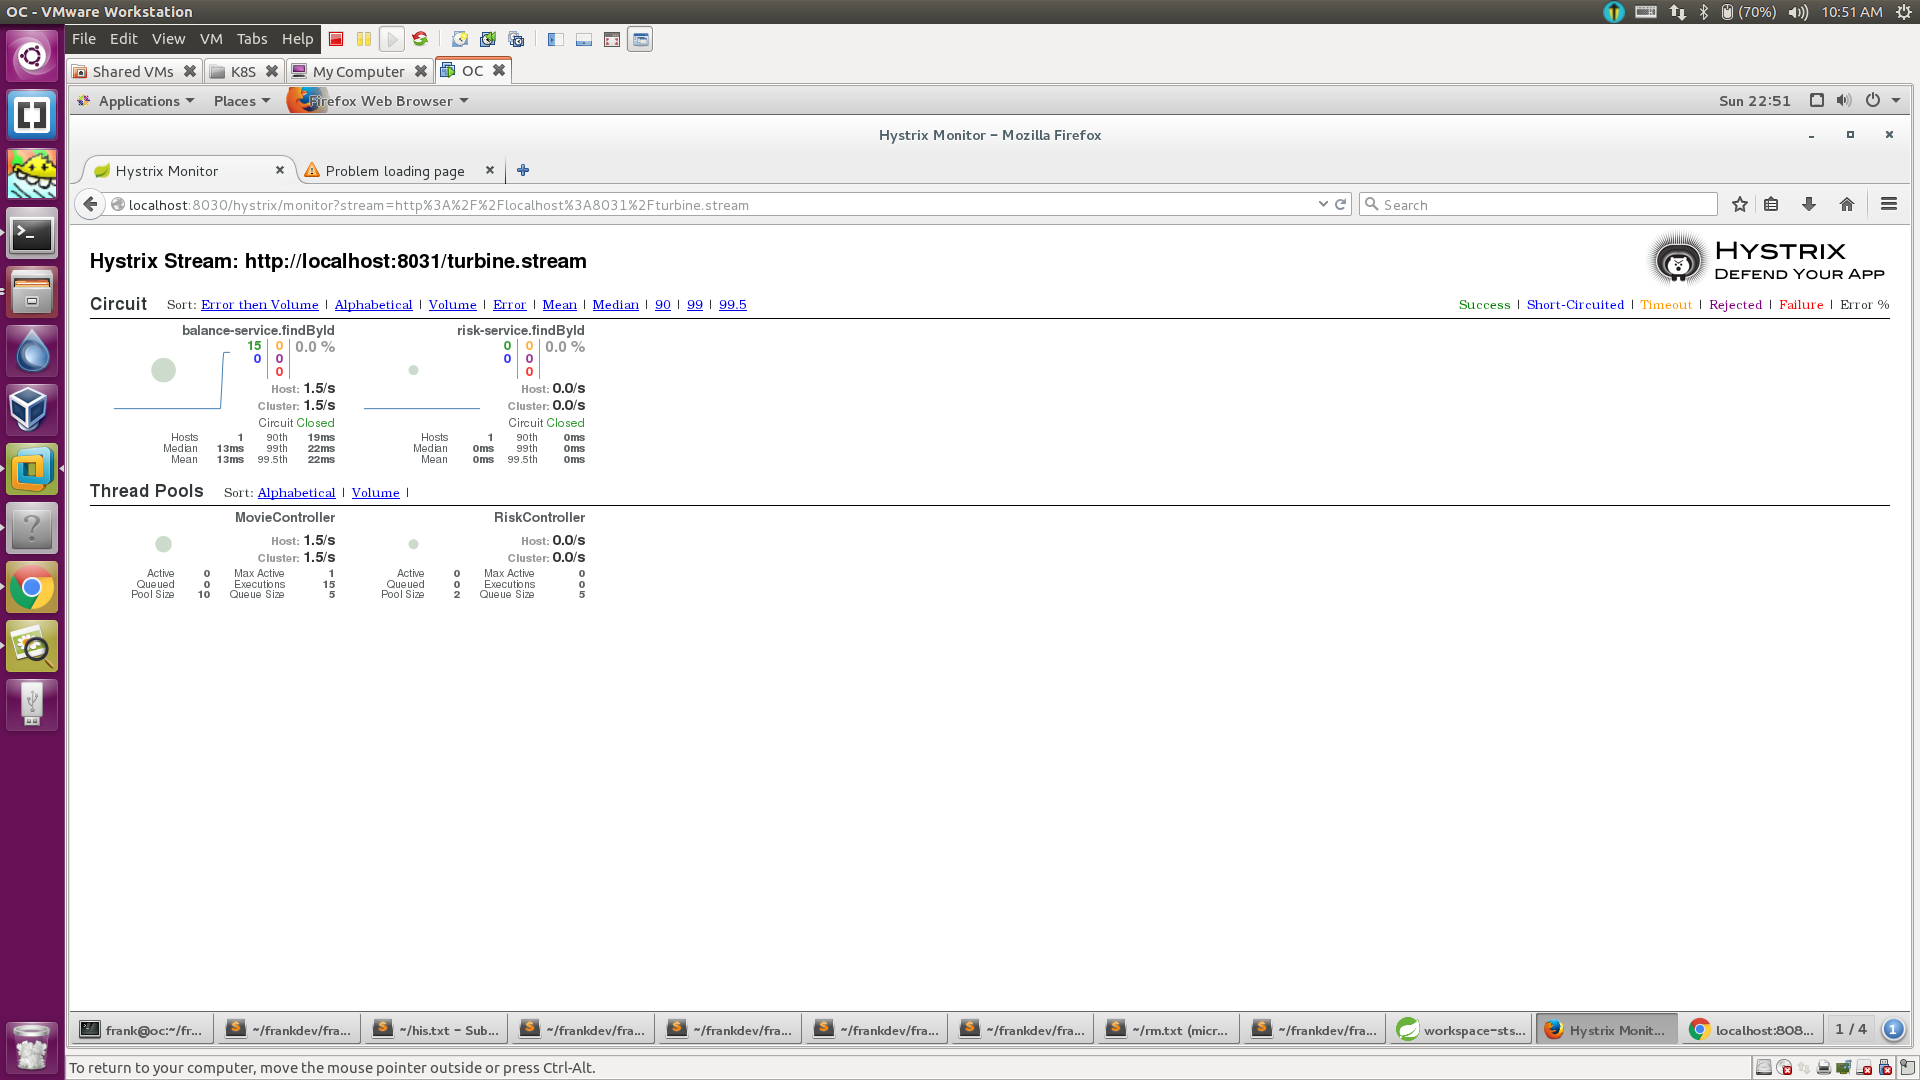 OC - VMware Workstation
(70%)
10:51 AM
File Edit View VM Tabs Help
Shared VMs
K8S
My Computer
OC
Applications
Places
Firefox Web Browser
Sun 22:51
Hystrix Monitor - Mozilla Firefox
Hystrix Monitor
Problem loading page
localhost:8030/hystrix/monitor?stream=http%3A%2F%2Flocalhost%3A8031%2Fturbine.stream
Search
Hystrix Stream: http://localhost:8031/turbine.stream
HYSTRIX
DEFEND YOUR APP
Circuit Sort: Error then Volume | Alphabetical | Volume | Error | Mean | Median | 90 | 99 | 99.5
Success | Short-Circuited | Timeout | Rejected | Failure | Error %
balance-service.findById
15 0 0.0 %
0 0
0
Host: 1.5/s
Cluster: 1.5/s
Circuit Closed
Hosts 1 90th 19ms
Median 13ms 99th 22ms
Mean 13ms 99.5th 22ms
risk-service.findById
0 0 0.0 %
0 0
0
Host: 0.0/s
Cluster: 0.0/s
Circuit Closed
Hosts 1 90th 0ms
Median 0ms 99th 0ms
Mean 0ms 99.5th 0ms
Thread Pools Sort: Alphabetical | Volume |
MovieController
Host: 1.5/s
Cluster: 1.5/s
Active 0 Max Active 1
Queued 0 Executions 15
Pool Size 10 Queue Size 5
RiskController
Host: 0.0/s
Cluster: 0.0/s
Active 0 Max Active 0
Queued 0 Executions 0
Pool Size 2 Queue Size 5
frank@oc:~/fr...
~/frankdev/fra...
~/his.txt - Sub...
~/frankdev/fra...
~/frankdev/fra...
~/frankdev/fra...
~/frankdev/fra...
~/rm.txt (micr...
~/frankdev/fra...
workspace-sts...
Hystrix Monit...
localhost:808...
1 / 4
1
To return to your computer, move the mouse pointer outside or press Ctrl-Alt.